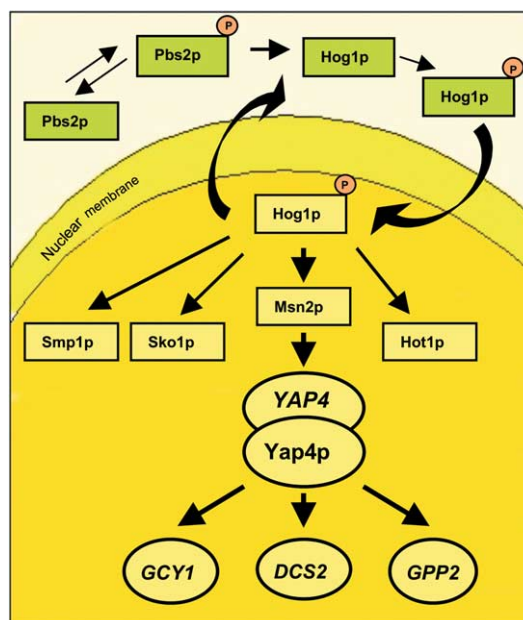 P
Pbs2p
Hog1p
P
Hog1p
Pbs2p
Nuclear membrane
P
Hog1p
Msn2p
Smp1p
Sko1p
Hot1p
YAP4
Yap4p
GCY1
DCS2
GPP2